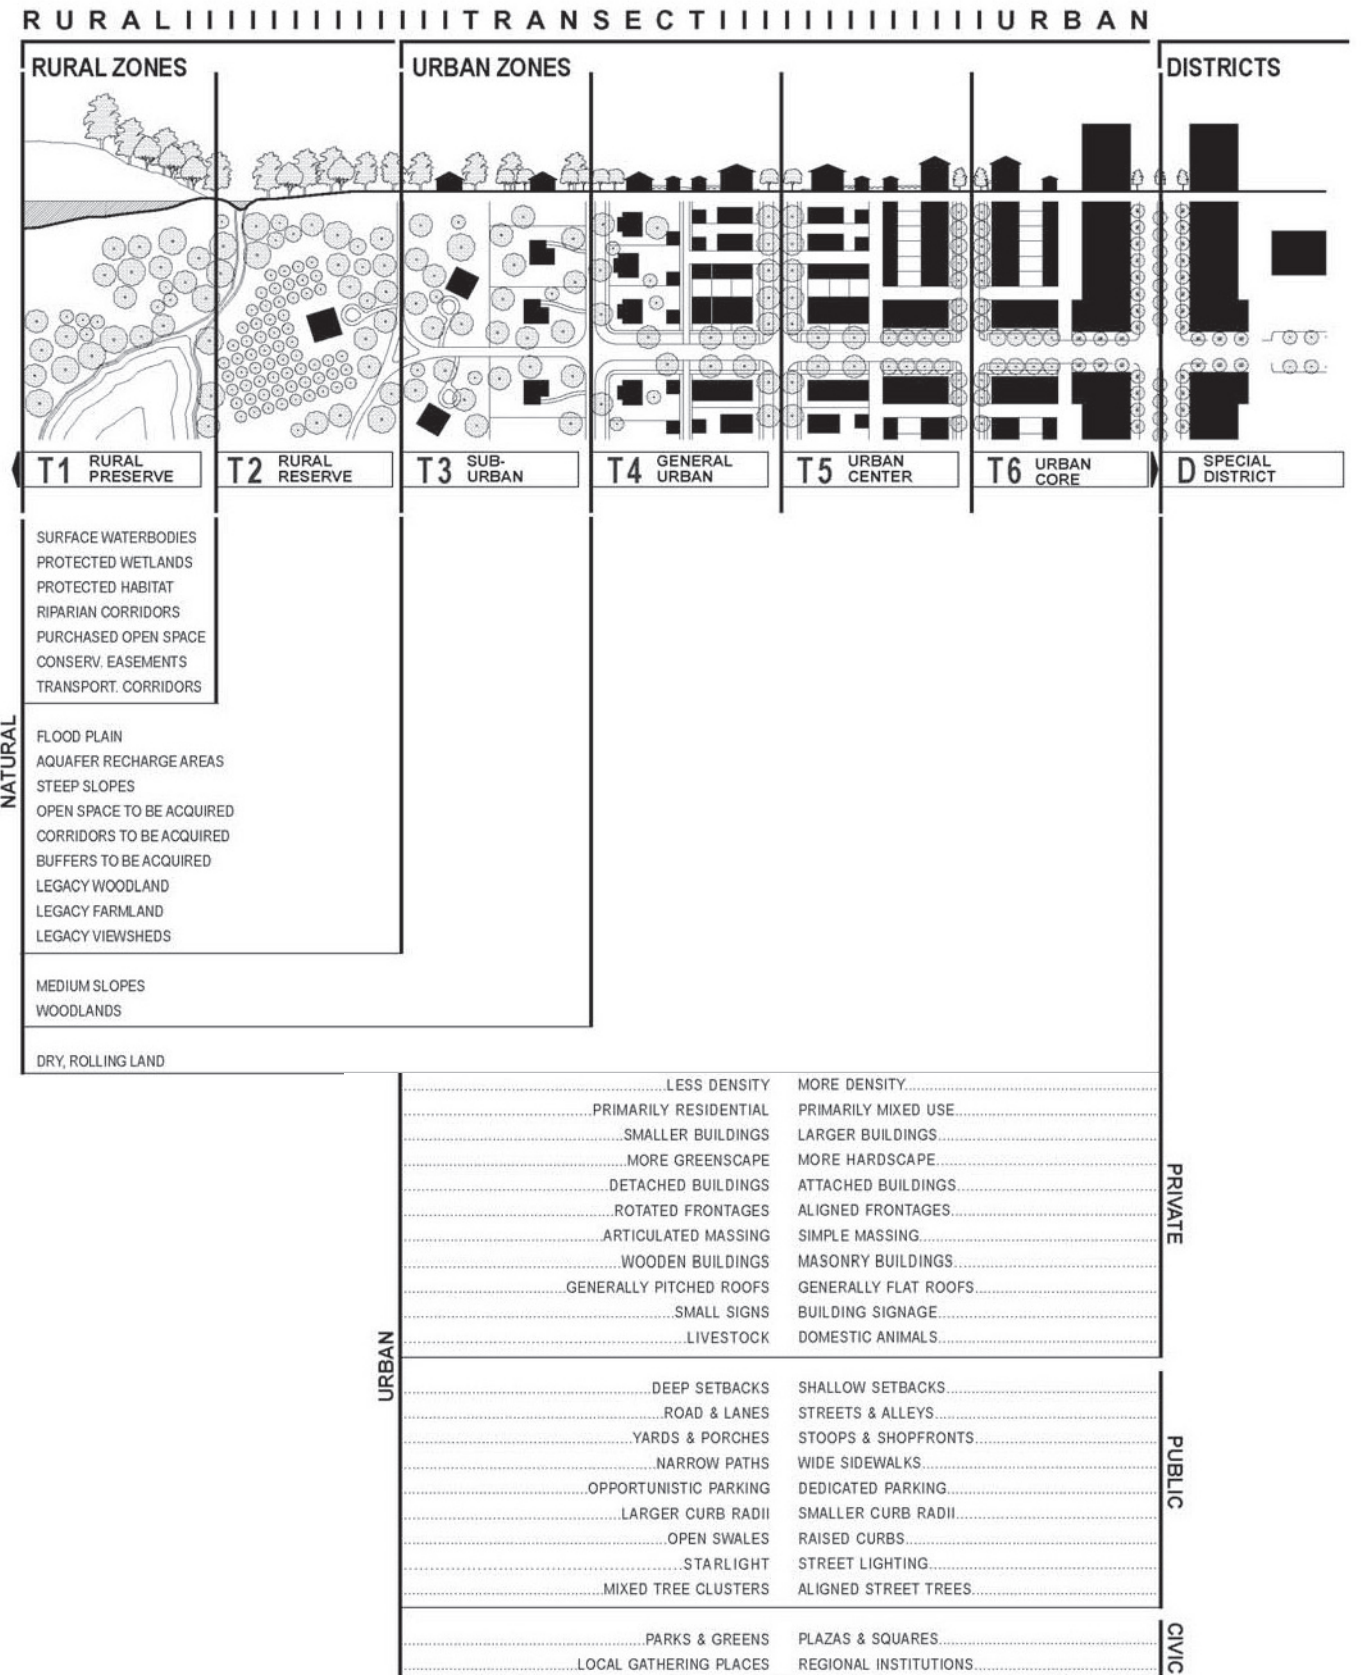 RURAL I I I I I I I I I I I I I TRANSECT I I I I I I I I I I I I I URBAN
RURAL ZONES
URBAN ZONES
DISTRICTS
T1 RURAL PRESERVE
T2 RURAL RESERVE
T3 SUB-URBAN
T4 GENERAL URBAN
T5 URBAN CENTER
T6 URBAN CORE
D SPECIAL DISTRICT
NATURAL
SURFACE WATERBODIES
PROTECTED WETLANDS
PROTECTED HABITAT
RIPARIAN CORRIDORS
PURCHASED OPEN SPACE
CONSERV. EASEMENTS
TRANSPORT. CORRIDORS
FLOOD PLAIN
AQUAFER RECHARGE AREAS
STEEP SLOPES
OPEN SPACE TO BE ACQUIRED
CORRIDORS TO BE ACQUIRED
BUFFERS TO BE ACQUIRED
LEGACY WOODLAND
LEGACY FARMLAND
LEGACY VIEWSHEDS
MEDIUM SLOPES
WOODLANDS
DRY, ROLLING LAND
URBAN
PRIVATE
LESS DENSITY MORE DENSITY
PRIMARILY RESIDENTIAL PRIMARILY MIXED USE
SMALLER BUILDINGS LARGER BUILDINGS
MORE GREENSCAPE MORE HARDSCAPE
DETACHED BUILDINGS ATTACHED BUILDINGS
ROTATED FRONTAGES ALIGNED FRONTAGES
ARTICULATED MASSING SIMPLE MASSING
WOODEN BUILDINGS MASONRY BUILDINGS
GENERALLY PITCHED ROOFS GENERALLY FLAT ROOFS
SMALL SIGNS BUILDING SIGNAGE
LIVESTOCK DOMESTIC ANIMALS
PUBLIC
DEEP SETBACKS SHALLOW SETBACKS
ROAD & LANES STREETS & ALLEYS
YARDS & PORCHES STOOPS & SHOPFRONTS
NARROW PATHS WIDE SIDEWALKS
OPPORTUNISTIC PARKING DEDICATED PARKING
LARGER CURB RADII SMALLER CURB RADII
OPEN SWALES RAISED CURBS
STARLIGHT STREET LIGHTING
MIXED TREE CLUSTERS ALIGNED STREET TREES
CIVIC
PARKS & GREENS PLAZAS & SQUARES
LOCAL GATHERING PLACES REGIONAL INSTITUTIONS